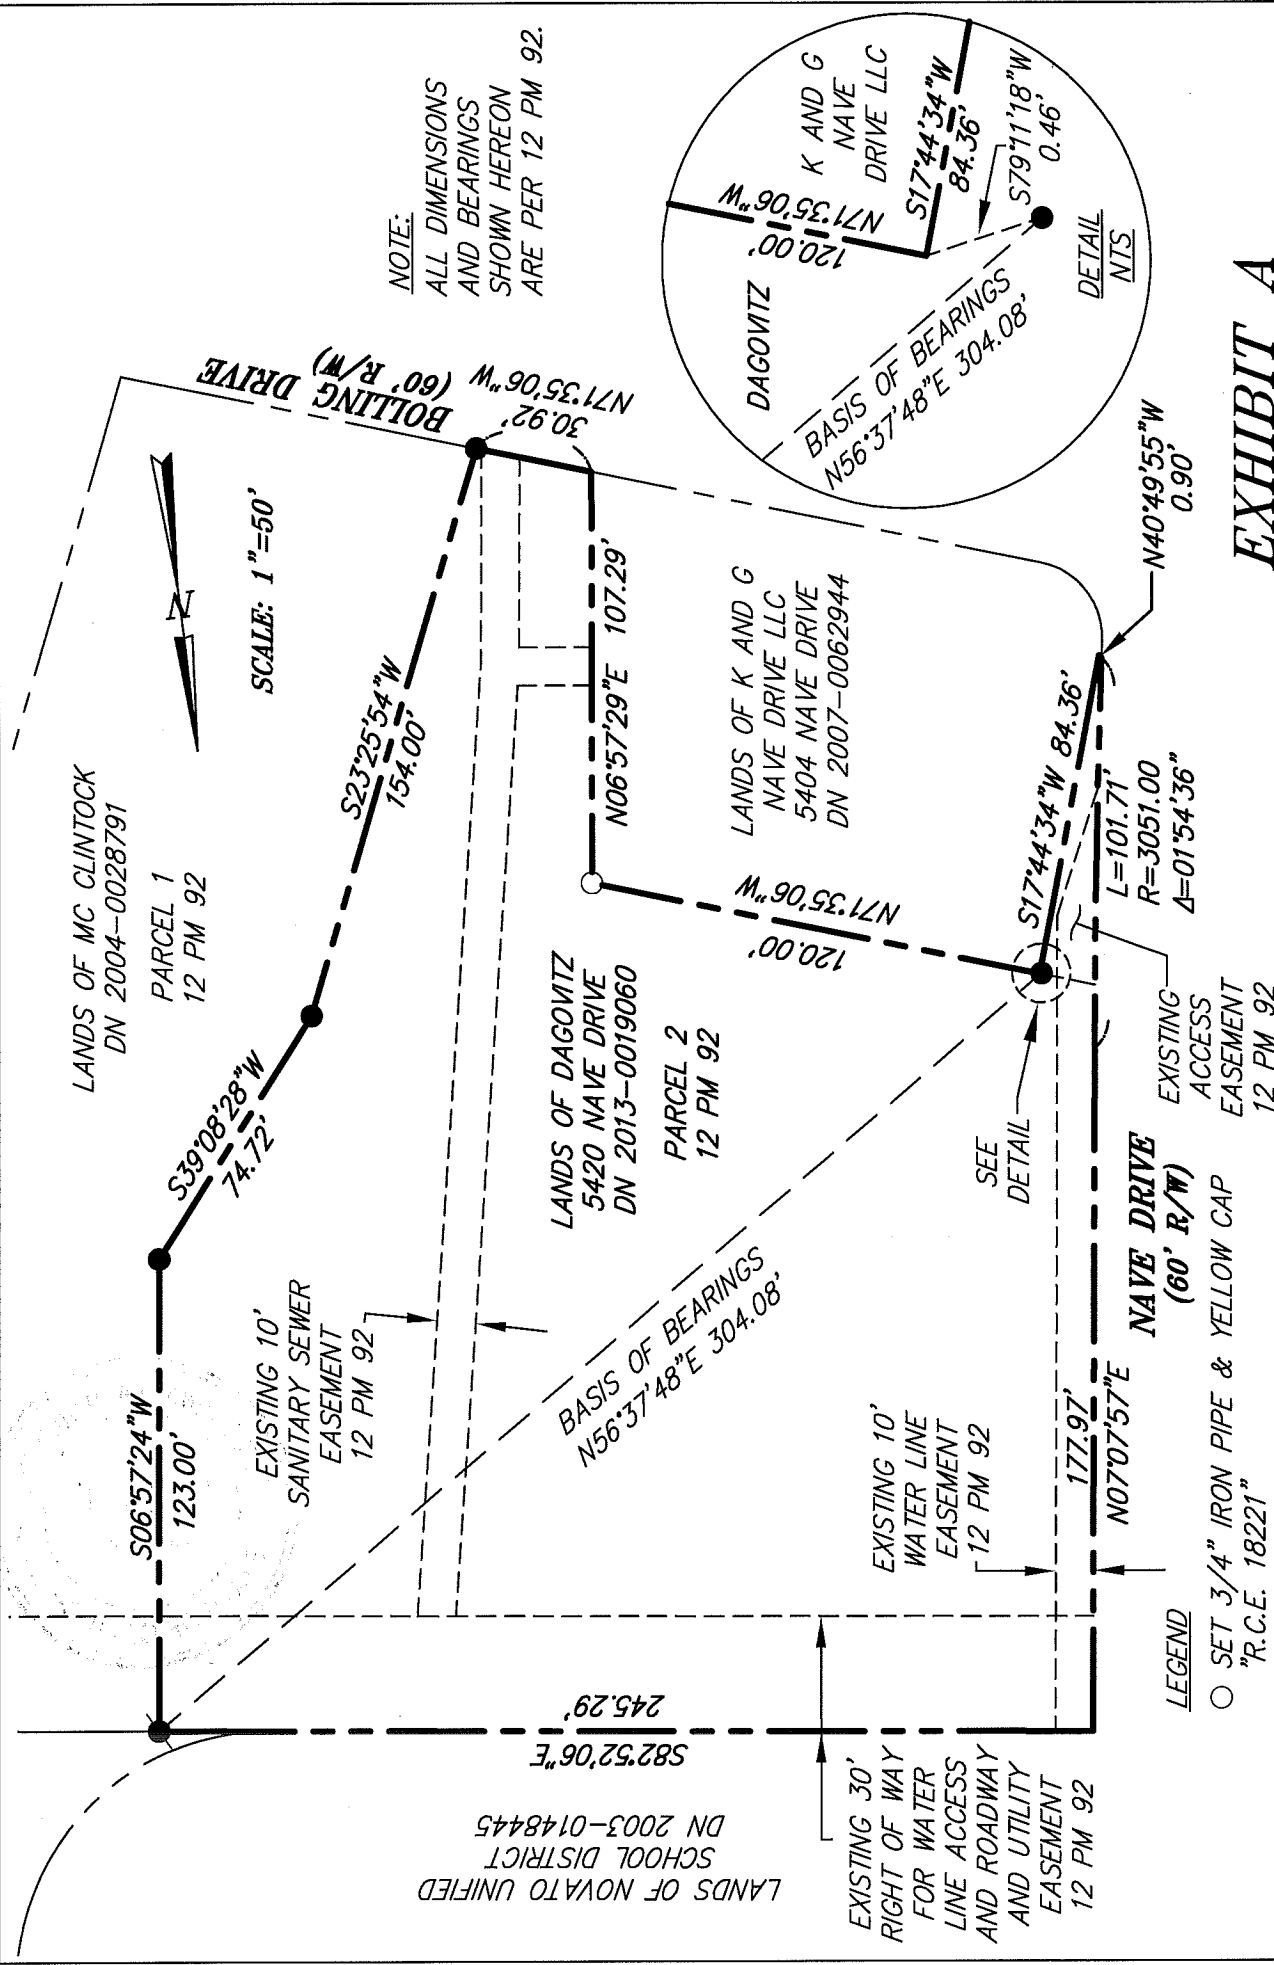 NOTE:
ALL DIMENSIONS
AND BEARINGS
SHOWN HEREON
ARE PER 12 PM 92.
K AND G
NAVE
DRIVE LLC
N71°35'06"W
120.00'
S17°44'34"W
84.36'
S79°11'18"W
0.46'
DAGOVITZ
BASIS OF BEARINGS
N56°37'48"E 304.08'
DETAIL
NTS
EXHIBIT A
BOLLING DRIVE
(60' R/W)
N71°35'06"W
30.92'
N
SCALE: 1"=50'
LANDS OF MC CLINTOCK
DN 2004-0028791
PARCEL 1
12 PM 92
S23°25'54"W
154.00'
S39°08'28"W
74.72'
S06°57'24"W
123.00'
N06°57'29"E 107.29'
LANDS OF K AND G
NAVE DRIVE LLC
5404 NAVE DRIVE
DN 2007-0062944
N40°49'55"W
0.90'
S17°44'34"W 84.36'
L=101.71'
R=3051.00
Δ=01°54'36"
N71°35'06"W
120.00'
LANDS OF DAGOVITZ
5420 NAVE DRIVE
DN 2013-0019060
PARCEL 2
12 PM 92
SEE
DETAIL
EXISTING
ACCESS
EASEMENT
12 PM 92
EXISTING 10'
SANITARY SEWER
EASEMENT
12 PM 92
BASIS OF BEARINGS
N56°37'48"E 304.08'
EXISTING 10'
WATER LINE
EASEMENT
12 PM 92
NAVE DRIVE
(60' R/W)
177.97'
N07°07'57"E
245.29'
S82°52'06"E
LANDS OF NOVATO UNIFIED
SCHOOL DISTRICT
DN 2003-0148445
EXISTING 30'
RIGHT OF WAY
FOR WATER
LINE ACCESS
AND ROADWAY
AND UTILITY
EASEMENT
12 PM 92
LEGEND
SET 3/4" IRON PIPE & YELLOW CAP
"R.C.E. 18221"